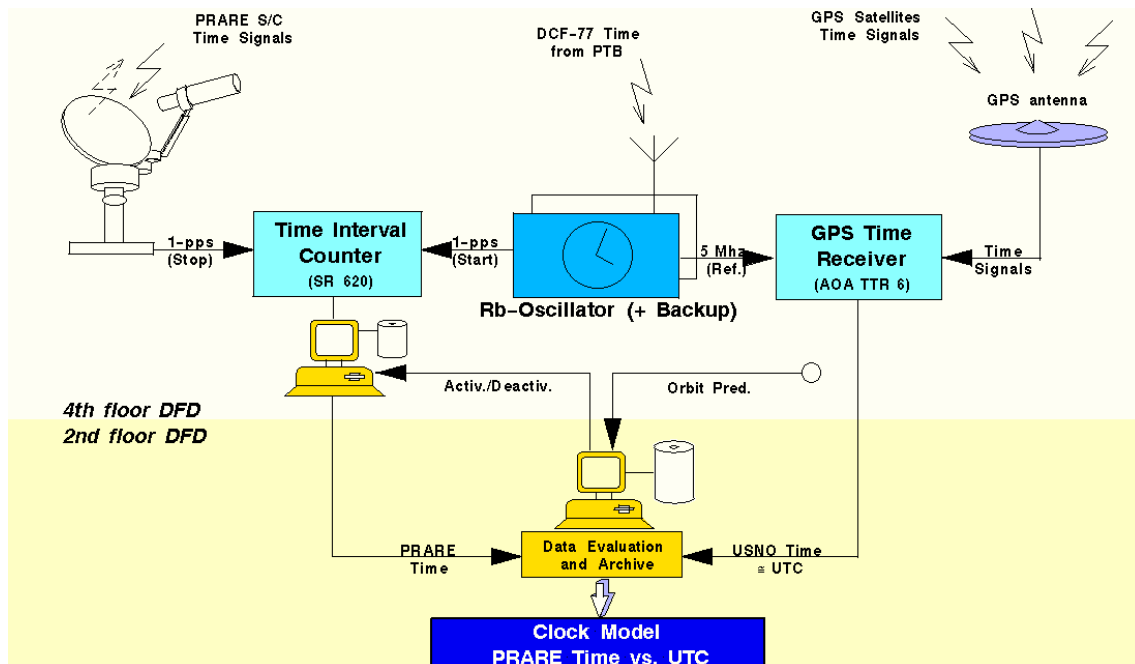 PRARE S/C
Time Signals
DCF-77 Time
from PTB
GPS Satellites
Time Signals
GPS antenna
1-pps
(Stop)
Time Interval
Counter
(SR 620)
1-pps
(Start)
5 Mhz
(Ref.)
GPS Time
Receiver
(AOA TTR 6)
Time
Signals
Rb-Oscillator (+ Backup)
Activ./Deactiv.
Orbit Pred.
4th floor DFD
2nd floor DFD
PRARE
Time
Data Evaluation
and Archive
USNO Time
≅ UTC
Clock Model
PRARE Time vs. UTC